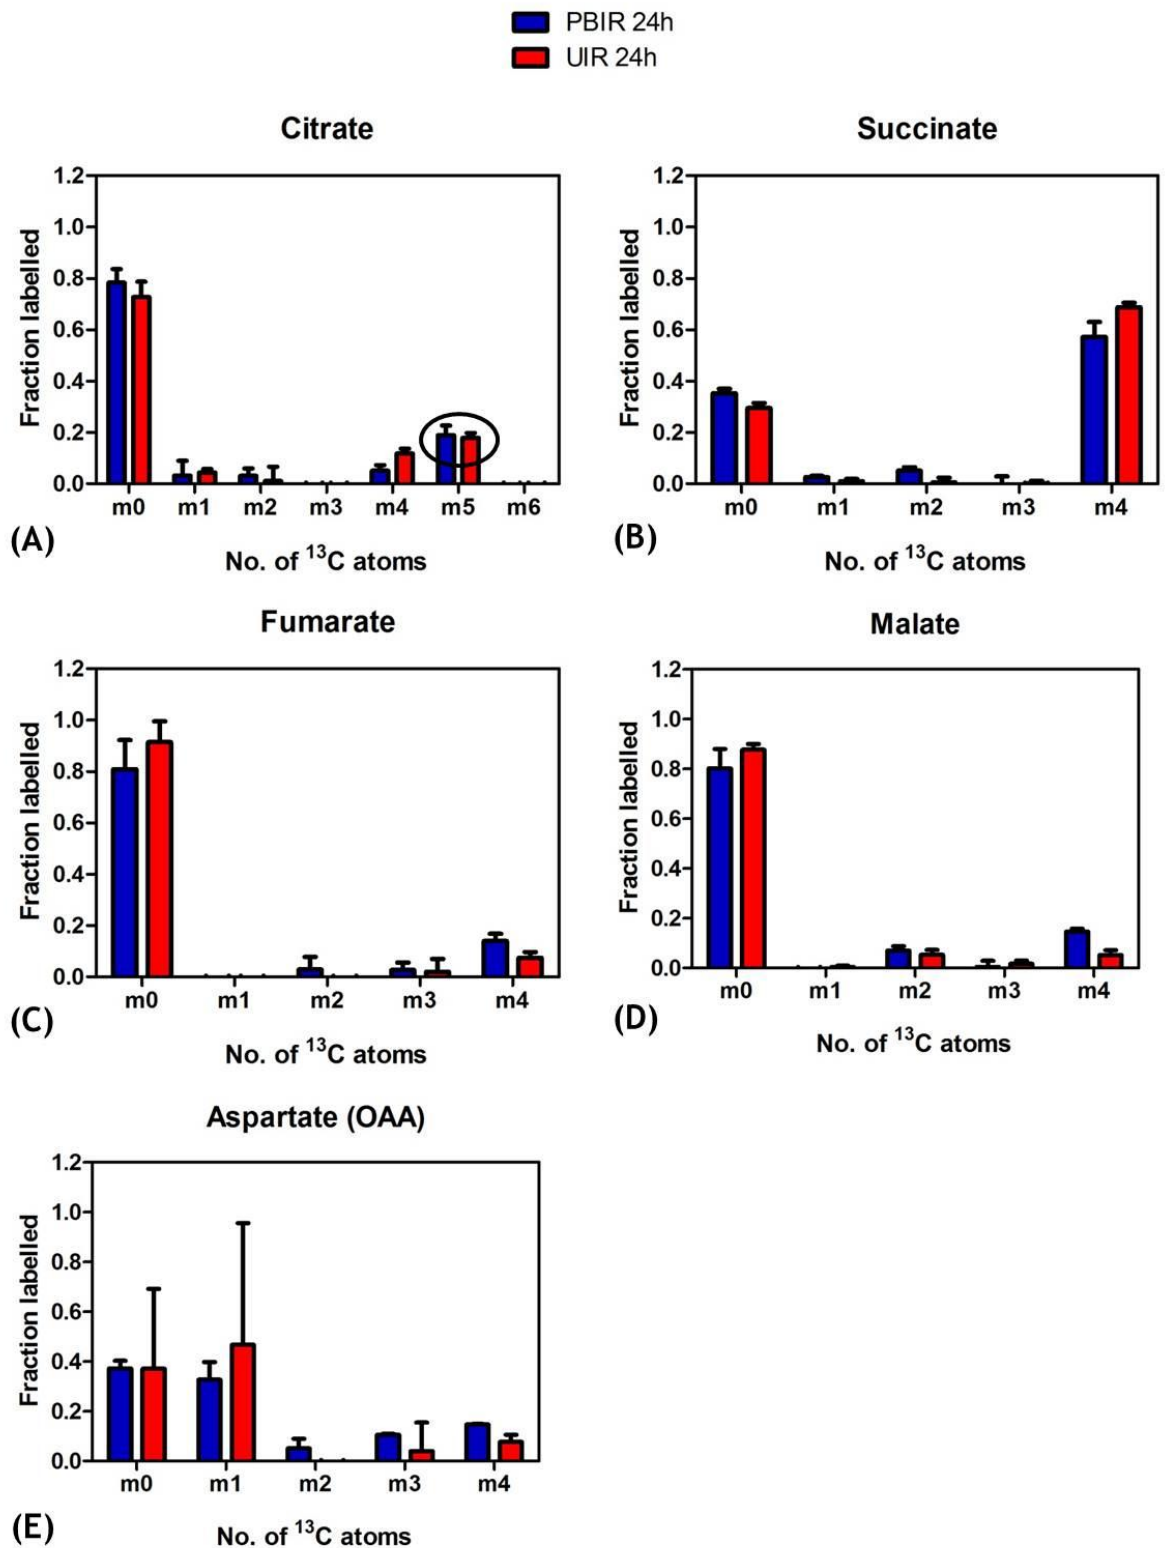 PBIR 24h
UIR 24h
Citrate
Fraction labelled
1.2
1.0
0.8
0.6
0.4
0.2
0.0
m0 m1 m2 m3 m4 m5 m6
(A)
No. of ¹³C atoms
Succinate
Fraction labelled
1.2
1.0
0.8
0.6
0.4
0.2
0.0
m0 m1 m2 m3 m4
(B)
No. of ¹³C atoms
Fumarate
Fraction labelled
1.2
1.0
0.8
0.6
0.4
0.2
0.0
m0 m1 m2 m3 m4
(C)
No. of ¹³C atoms
Malate
Fraction labelled
1.2
1.0
0.8
0.6
0.4
0.2
0.0
m0 m1 m2 m3 m4
(D)
No. of ¹³C atoms
Aspartate (OAA)
Fraction labelled
1.2
1.0
0.8
0.6
0.4
0.2
0.0
m0 m1 m2 m3 m4
(E)
No. of ¹³C atoms